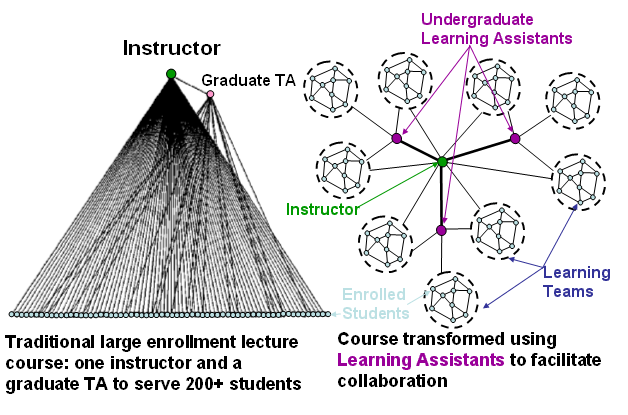 Instructor
Graduate TA
Undergraduate
Learning Assistants
Instructor
Learning
Teams
Enrolled
Students
Traditional large enrollment lecture
course: one instructor and a
graduate TA to serve 200+ students
Course transformed using
Learning Assistants to facilitate
collaboration